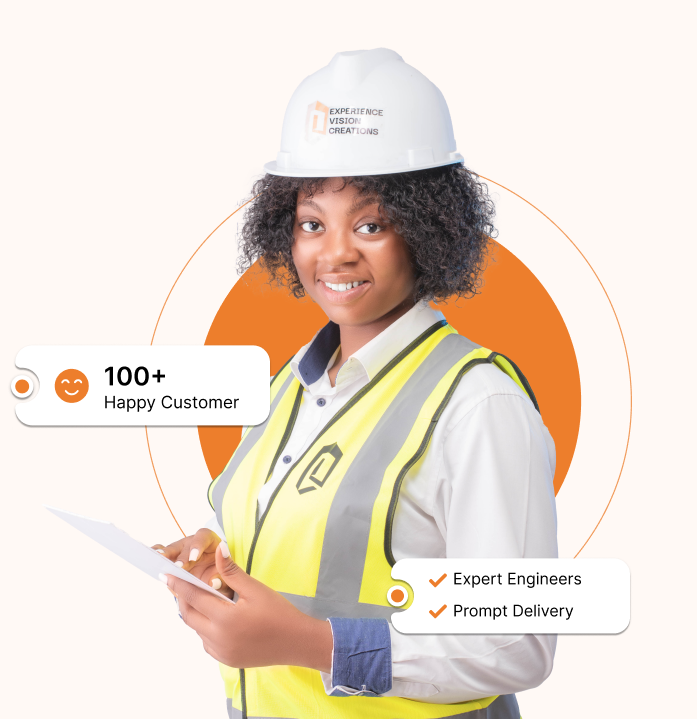 EXPERIENCE
VISION
CREATIONS
100+
Happy Customer
Expert Engineers
Prompt Delivery